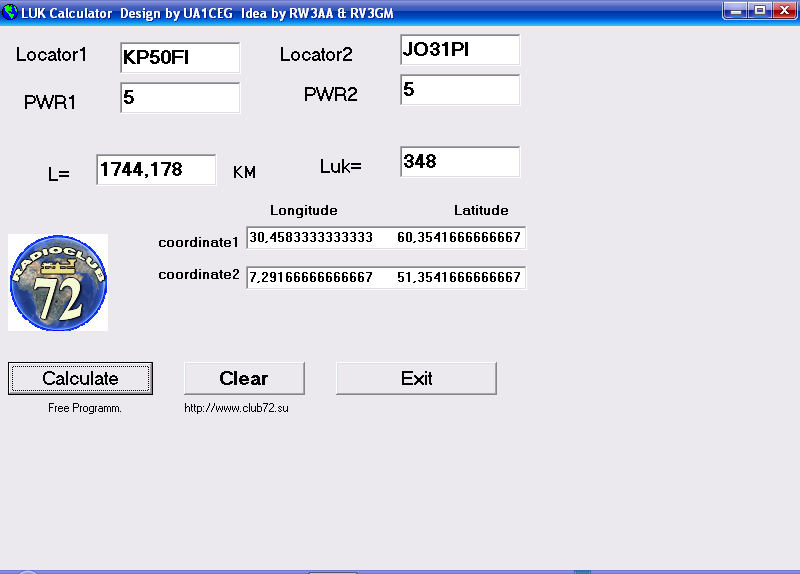 LUK Calculator  Design by UA1CEG  Idea by RW3AA & RV3GM
Locator1 KP50FI Locator2 JO31PI
PWR1 5 PWR2 5
L= 1744,178 KM Luk= 348
Longitude Latitude
coordinate1 30,4583333333333 60,3541666666667
coordinate2 7,29166666666667 51,3541666666667
RADIOCLUB
72
Calculate Clear Exit
Free Programm. http://www.club72.su